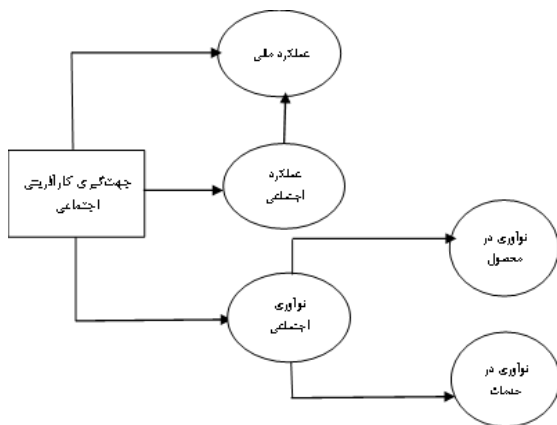 عملکرد مالی
جهت‌گیری کارآفرینی
اجتماعی
عملکرد
اجتماعی
نوآوری در
محصول
نوآوری
اجتماعی
نوآوری در
خدمات